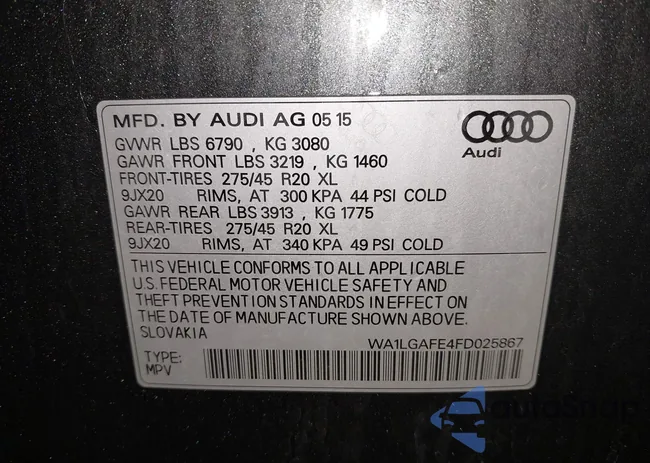 MFD. BY AUDI AG 05 15
GVWR LBS 6790 , KG 3080
GAWR FRONT LBS 3219 , KG 1460
FRONT-TIRES 275/45 R20 XL
9JX20 RIMS, AT 300 KPA 44 PSI COLD
GAWR REAR LBS 3913 , KG 1775
REAR-TIRES 275/45 R20 XL
9JX20 RIMS, AT 340 KPA 49 PSI COLD
Audi
THIS VEHICLE CONFORMS TO ALL APPLICABLE
U.S. FEDERAL MOTOR VEHICLE SAFETY AND
THEFT PREVENTION STANDARDS IN EFFECT ON
THE DATE OF MANUFACTURE SHOWN ABOVE.
SLOVAKIA
WA1LGAFE4FD025867
TYPE:
MPV
autoSnap